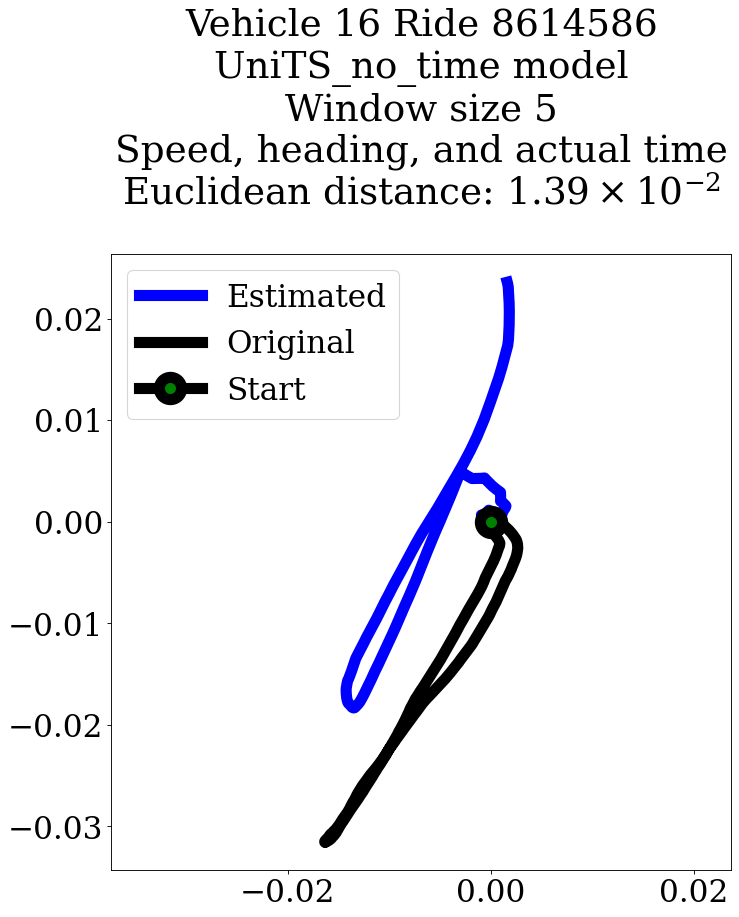 Vehicle 16 Ride 8614586
UniTS_no_time model
Window size 5
Speed, heading, and actual time
Euclidean distance: 1.39 × 10⁻²
Estimated
Original
Start
0.02
0.01
0.00
−0.01
−0.02
−0.03
−0.02 0.00 0.02